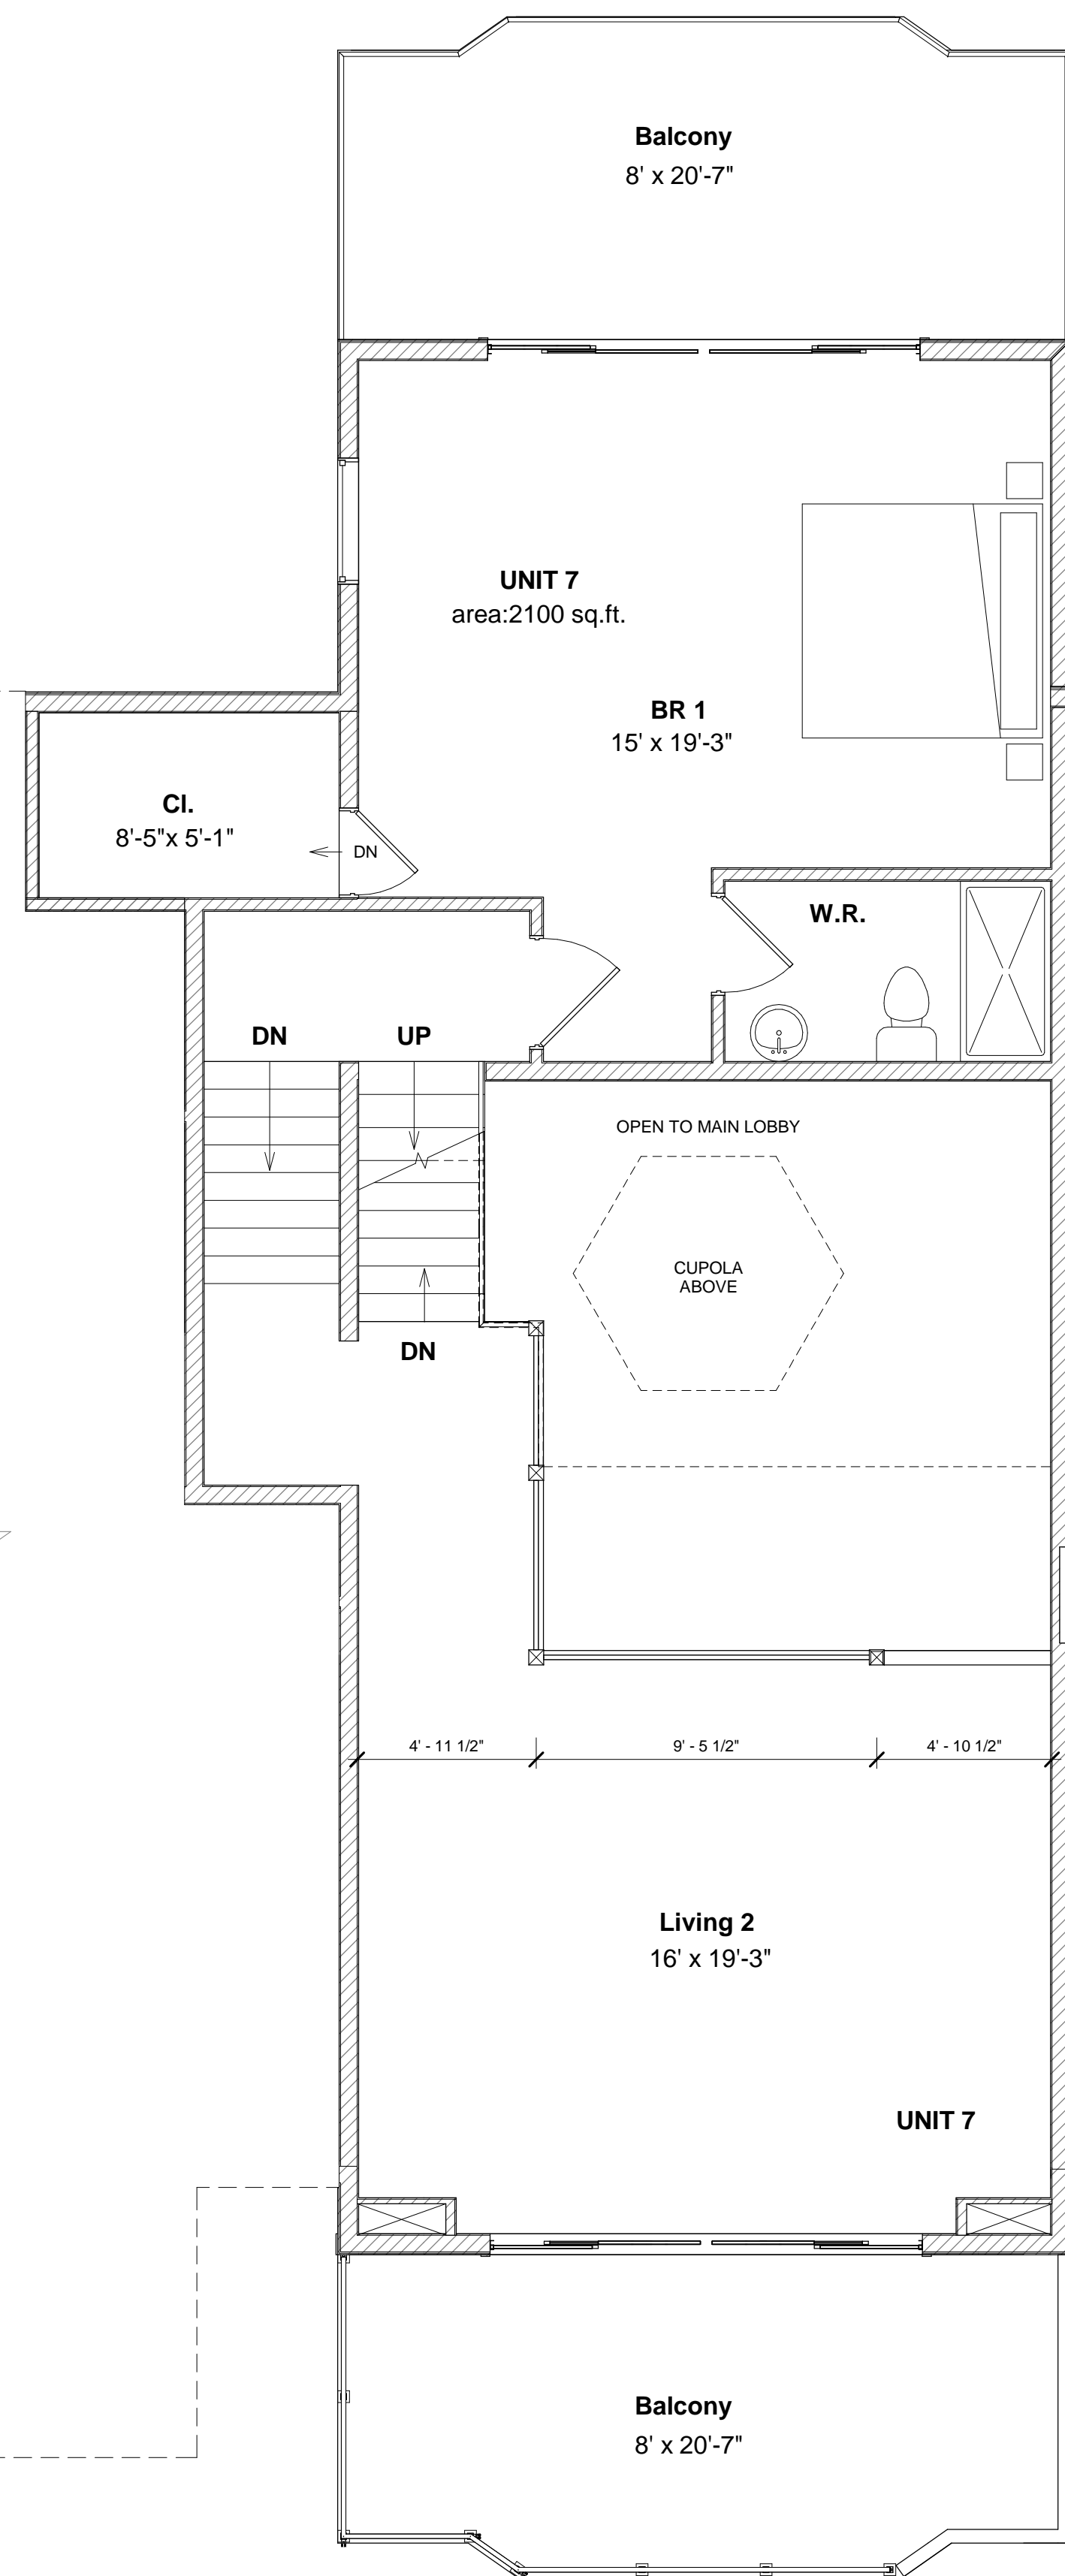 Balcony
8' x 20'-7"
UNIT 7
area:2100 sq.ft.
BR 1
15' x 19'-3"
Cl.
8'-5"x 5'-1"
DN
W.R.
DN
UP
OPEN TO MAIN LOBBY
CUPOLA
ABOVE
DN
4' - 11 1/2"
9' - 5 1/2"
4' - 10 1/2"
Living 2
16' x 19'-3"
UNIT 7
Balcony
8' x 20'-7"